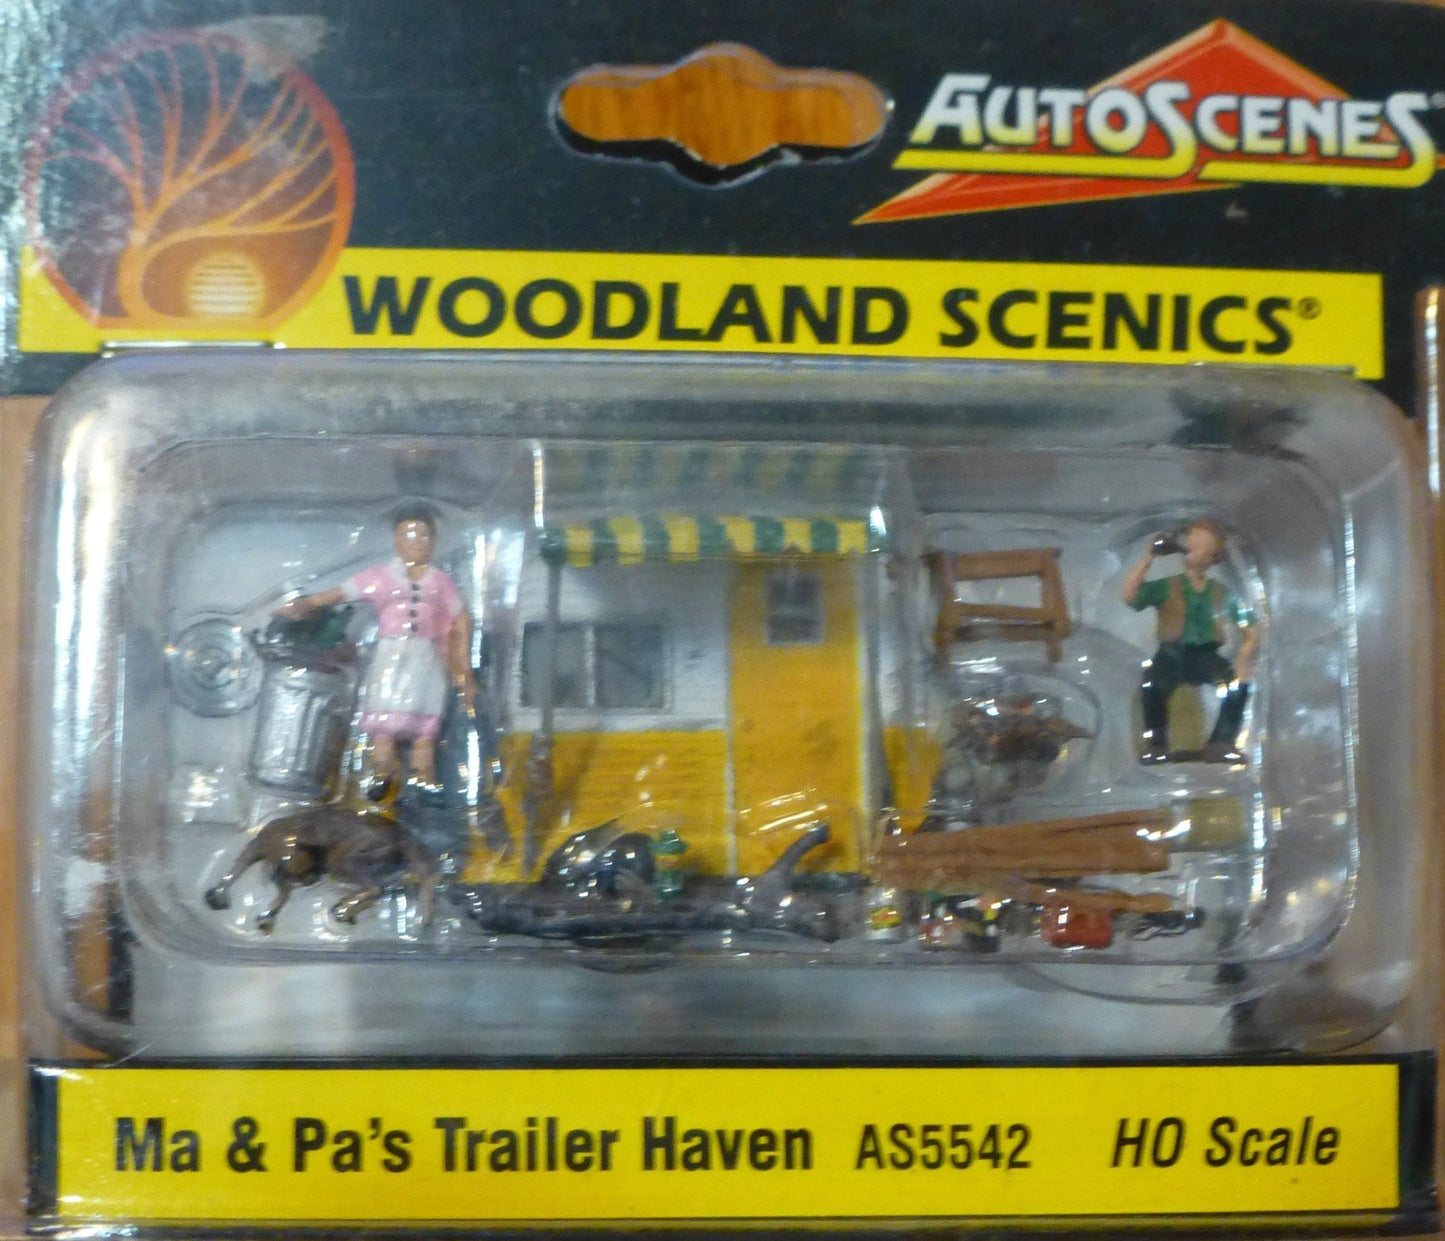 AUTOSCENES®
WOODLAND SCENICS®
Ma & Pa's Trailer Haven AS5542 HO Scale